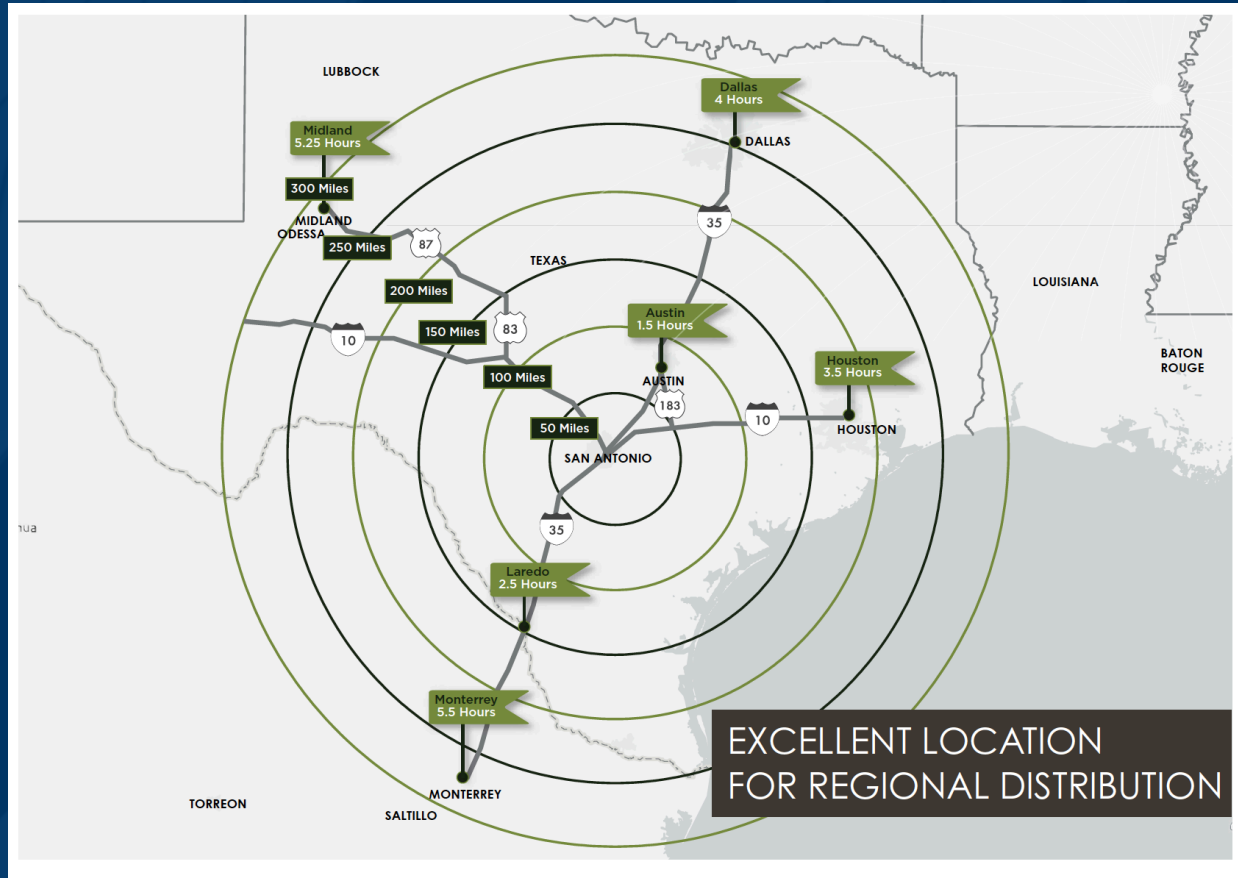 LUBBOCK
Dallas
4 Hours
DALLAS
Midland
5.25 Hours
300 Miles
MIDLAND
ODESSA
250 Miles
87
35
TEXAS
200 Miles
LOUISIANA
Austin
1.5 Hours
150 Miles
83
10
Houston
3.5 Hours
BATON
ROUGE
100 Miles
AUSTIN
183
10
50 Miles
HOUSTON
SAN ANTONIO
35
hua
Laredo
2.5 Hours
Monterrey
5.5 Hours
EXCELLENT LOCATION
FOR REGIONAL DISTRIBUTION
MONTERREY
TORREON
SALTILLO